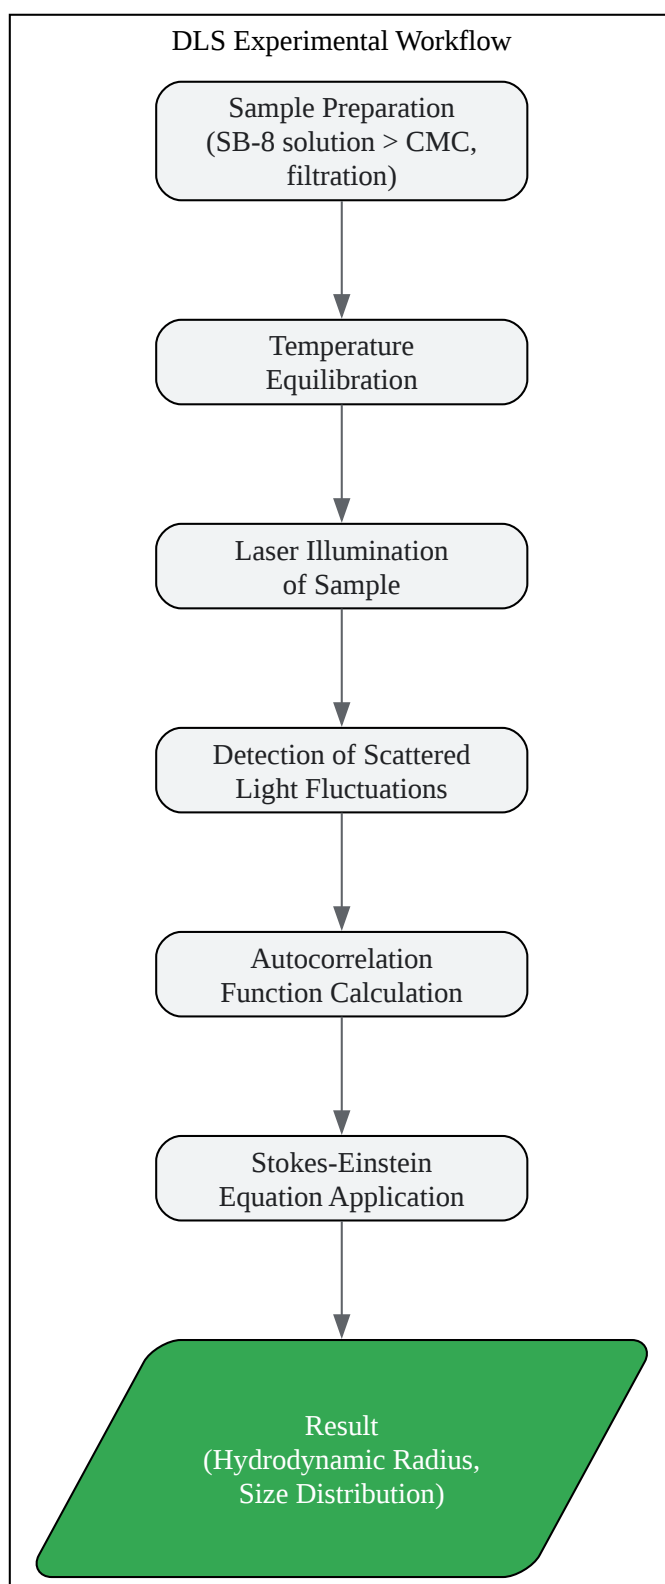 DLS Experimental Workflow
Sample Preparation
(SB-8 solution > CMC,
filtration)
Temperature
Equilibration
Laser Illumination
of Sample
Detection of Scattered
Light Fluctuations
Autocorrelation
Function Calculation
Stokes-Einstein
Equation Application
Result
(Hydrodynamic Radius,
Size Distribution)